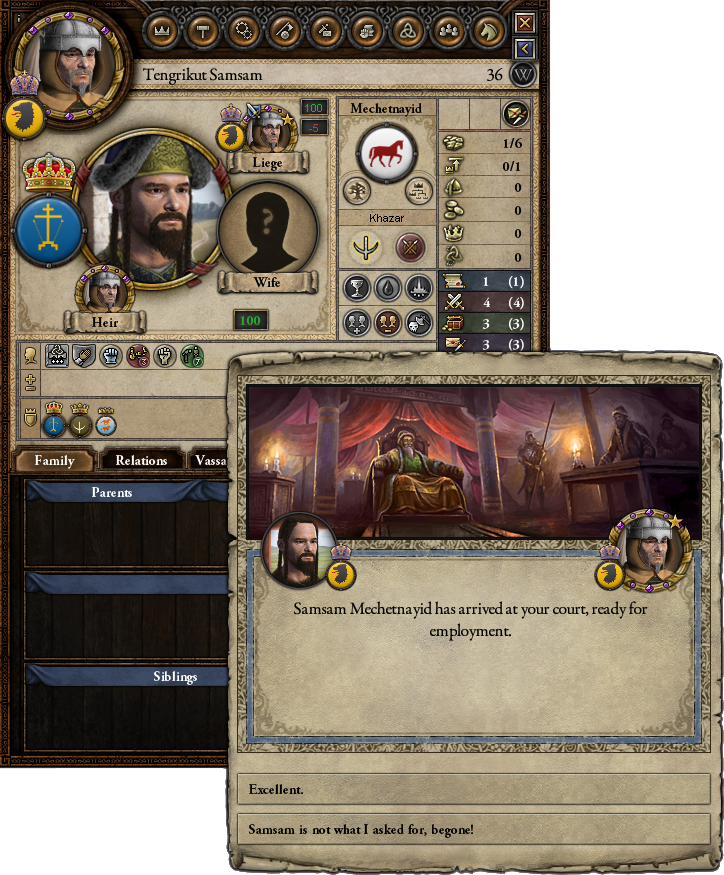 Tengrikut Samsam
36
100
-5
Liege
Wife
Heir
100
Mechetnayid
Khazar
1/6
0/1
0
0
0
0
1 (1)
4 (4)
3 (3)
3 (3)
3
7
Family
Relations
Vassa
Parents
Siblings
Samsam Mechetnayid has arrived at your court, ready for
employment.
Excellent.
Samsam is not what I asked for, begone!